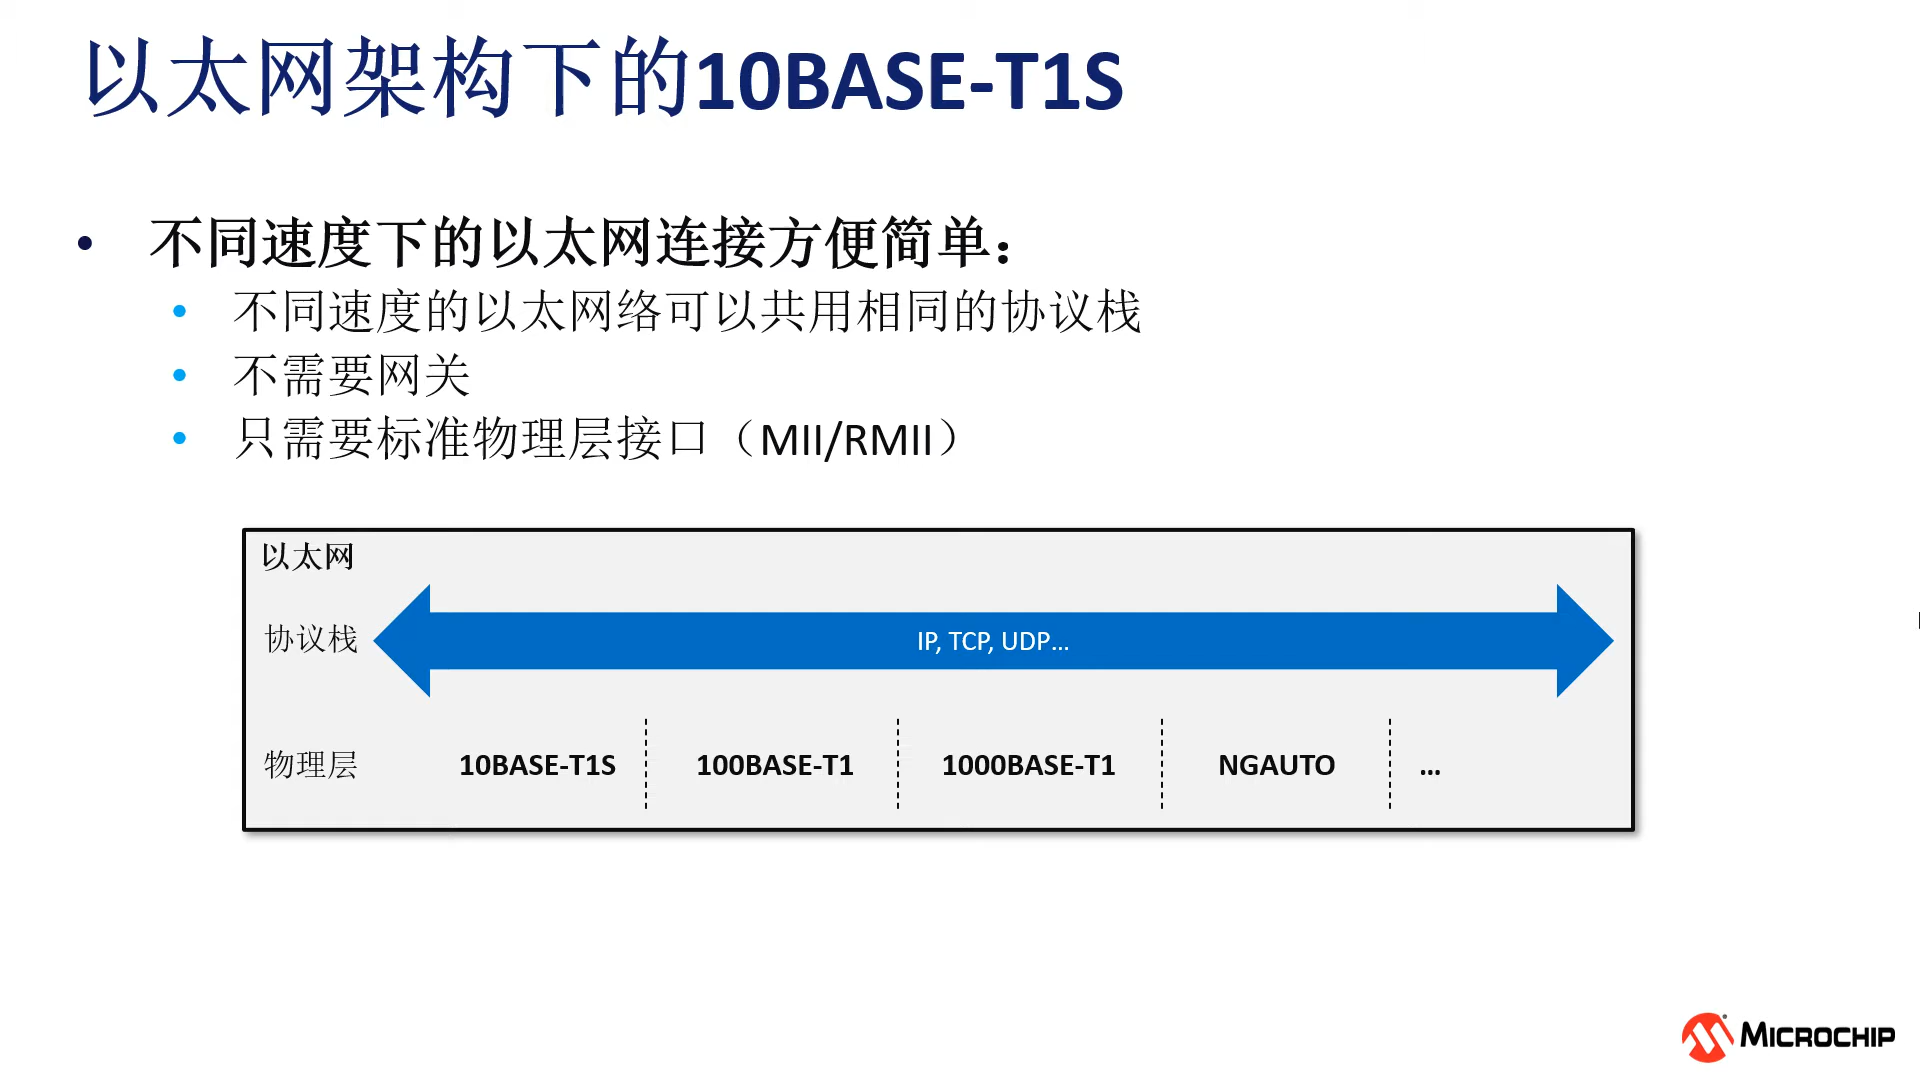 以太网架构下的10BASE-T1S
• 不同速度下的以太网连接方便简单：
• 不同速度的以太网络可以共用相同的协议栈
• 不需要网关
• 只需要标准物理层接口（MII/RMII）
以太网
协议栈 IP, TCP, UDP...
物理层 10BASE-T1S 100BASE-T1 1000BASE-T1 NGAUTO ...
MICROCHIP